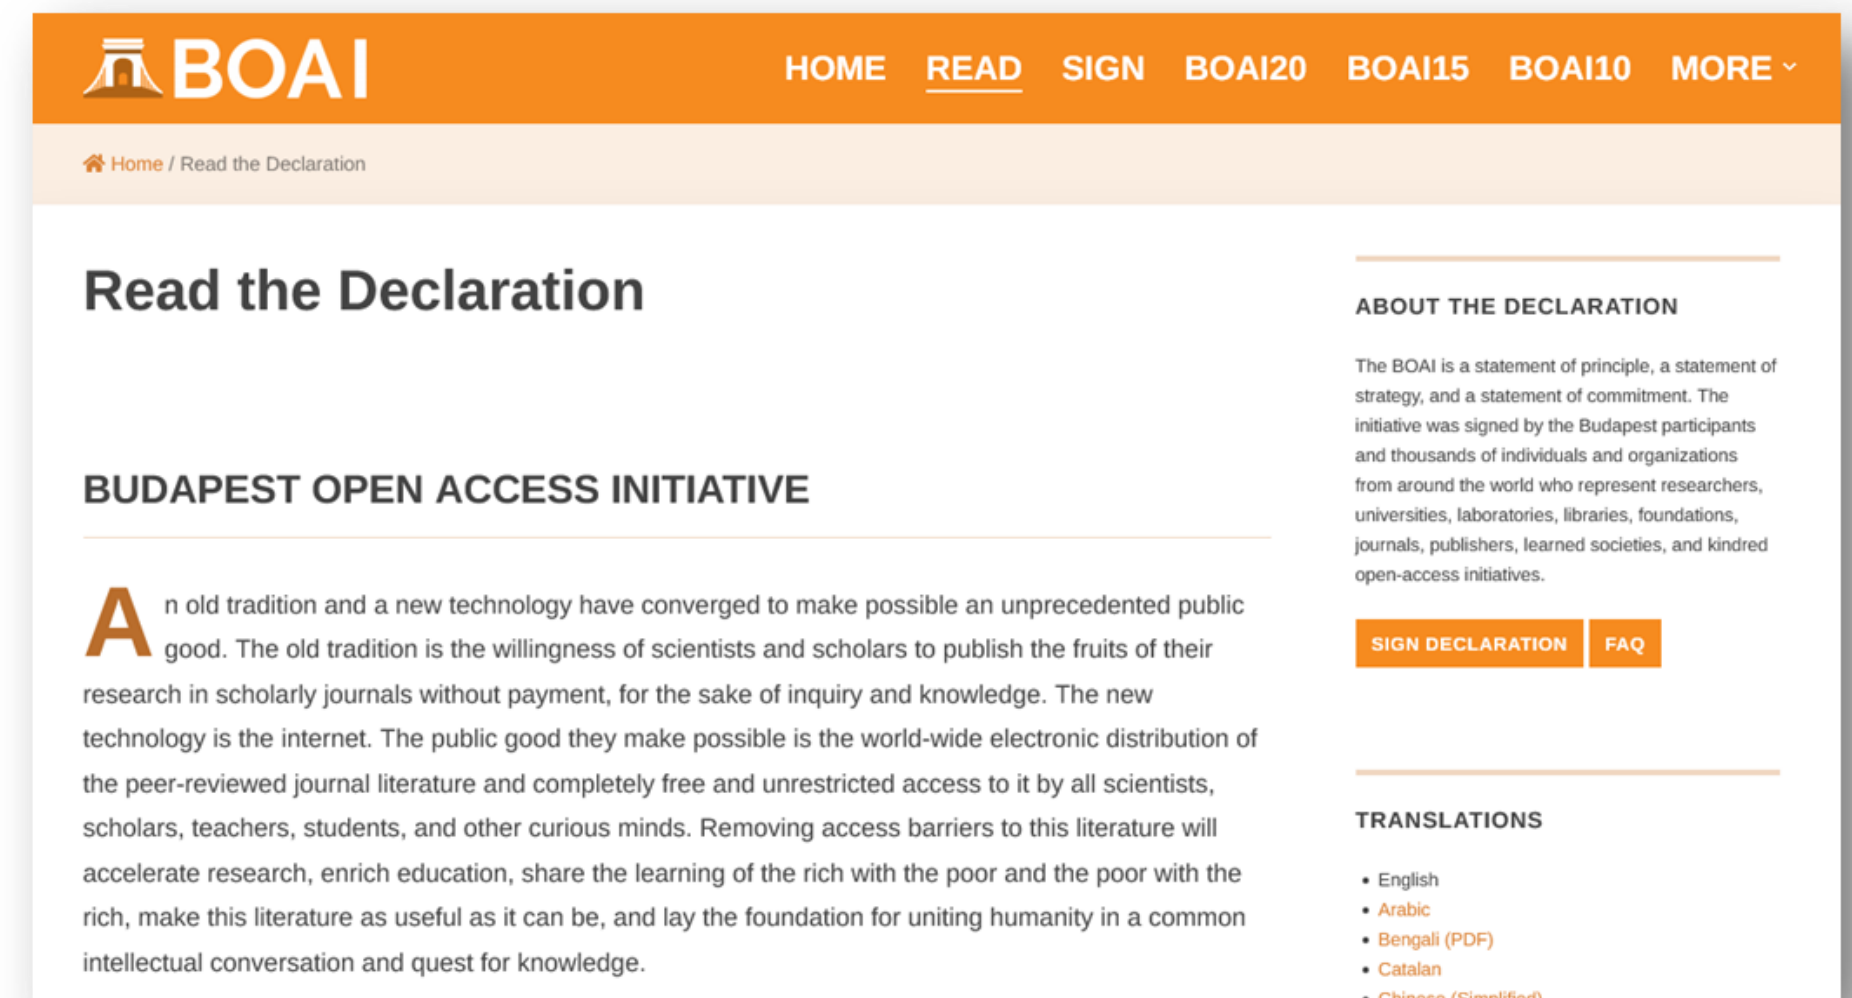 BOAI
HOME READ SIGN BOAI20 BOAI15 BOAI10 MORE
Home / Read the Declaration
Read the Declaration
BUDAPEST OPEN ACCESS INITIATIVE
An old tradition and a new technology have converged to make possible an unprecedented public
good. The old tradition is the willingness of scientists and scholars to publish the fruits of their
research in scholarly journals without payment, for the sake of inquiry and knowledge. The new
technology is the internet. The public good they make possible is the world-wide electronic distribution of
the peer-reviewed journal literature and completely free and unrestricted access to it by all scientists,
scholars, teachers, students, and other curious minds. Removing access barriers to this literature will
accelerate research, enrich education, share the learning of the rich with the poor and the poor with the
rich, make this literature as useful as it can be, and lay the foundation for uniting humanity in a common
intellectual conversation and quest for knowledge.
ABOUT THE DECLARATION
The BOAI is a statement of principle, a statement of
strategy, and a statement of commitment. The
initiative was signed by the Budapest participants
and thousands of individuals and organizations
from around the world who represent researchers,
universities, laboratories, libraries, foundations,
journals, publishers, learned societies, and kindred
open-access initiatives.
SIGN DECLARATION FAQ
TRANSLATIONS
• English
• Arabic
• Bengali (PDF)
• Catalan
• Chinese (Simplified)